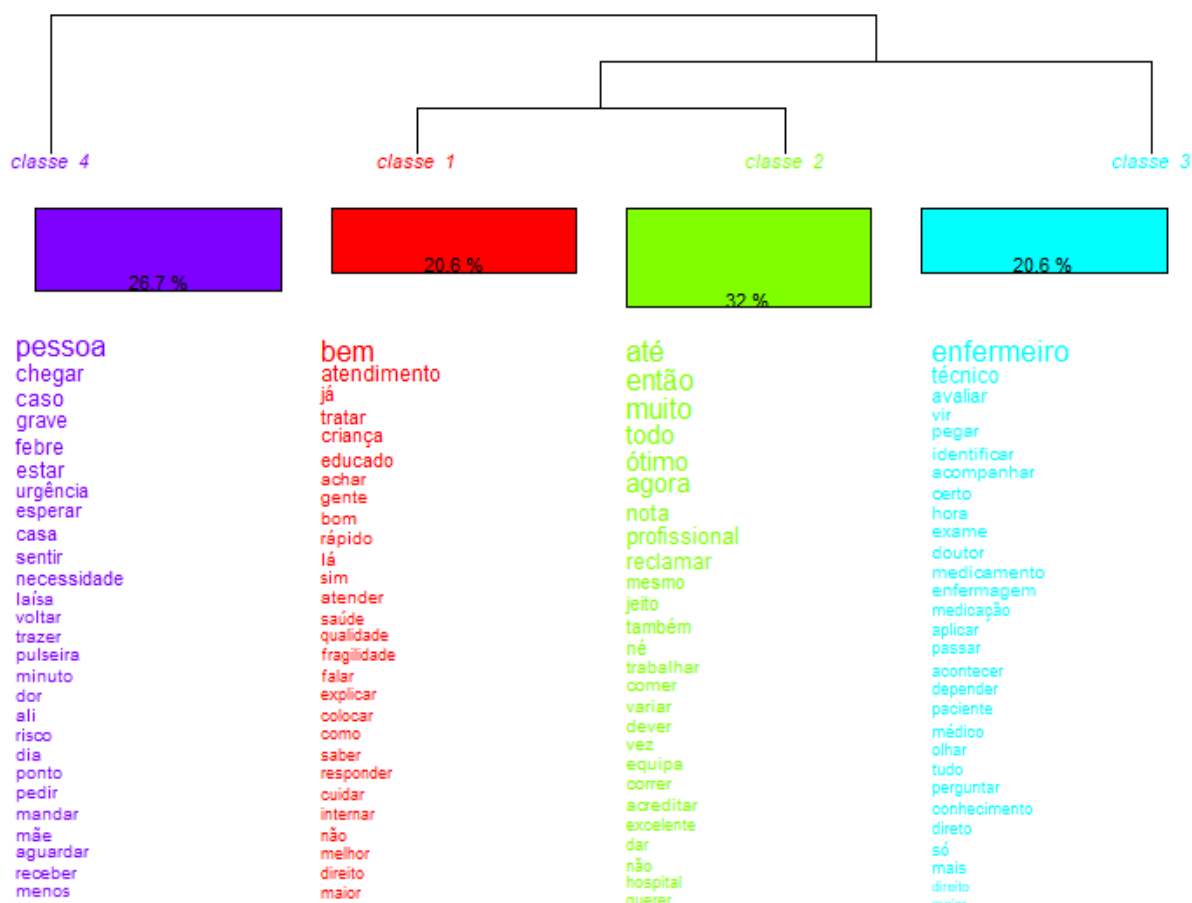 classe 4
classe 1
classe 2
classe 3
26.7 %
20.6 %
32 %
20.6 %
pessoa
chegar
caso
grave
febre
estar
urgência
esperar
casa
sentir
necessidade
laísa
voltar
trazer
pulseira
minuto
dor
ali
risco
dia
ponto
pedir
mandar
mãe
aguardar
receber
menos
bem
atendimento
já
tratar
criança
educado
achar
gente
bom
rápido
lá
sim
atender
saúde
qualidade
fragilidade
falar
explicar
colocar
como
saber
responder
cuidar
internar
não
melhor
direito
maior
até
então
muito
todo
ótimo
agora
nota
profissional
reclamar
mesmo
jeito
também
né
trabalhar
comer
variar
dever
vez
equipa
correr
acreditar
excelente
dar
não
hospital
querer
enfermeiro
técnico
avaliar
vir
pegar
identificar
acompanhar
certo
hora
exame
doutor
medicamento
enfermagem
medicação
aplicar
passar
acontecer
depender
paciente
médico
olhar
tudo
perguntar
conhecimento
direto
só
mais
direito